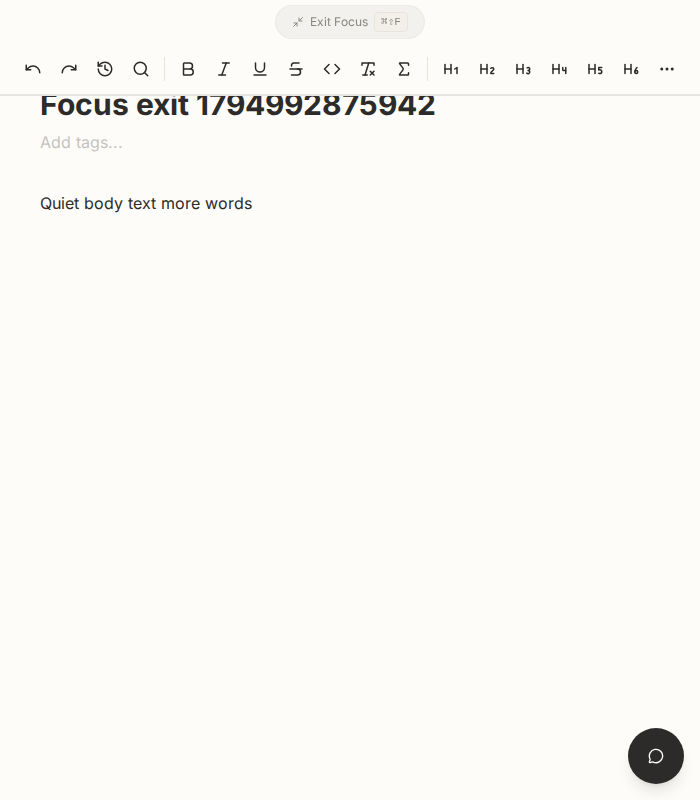 Exit Focus ⌘⇧F
H1 H2 H3 H4 H5 H6
Focus exit 1794992875942
Add tags...
Quiet body text more words